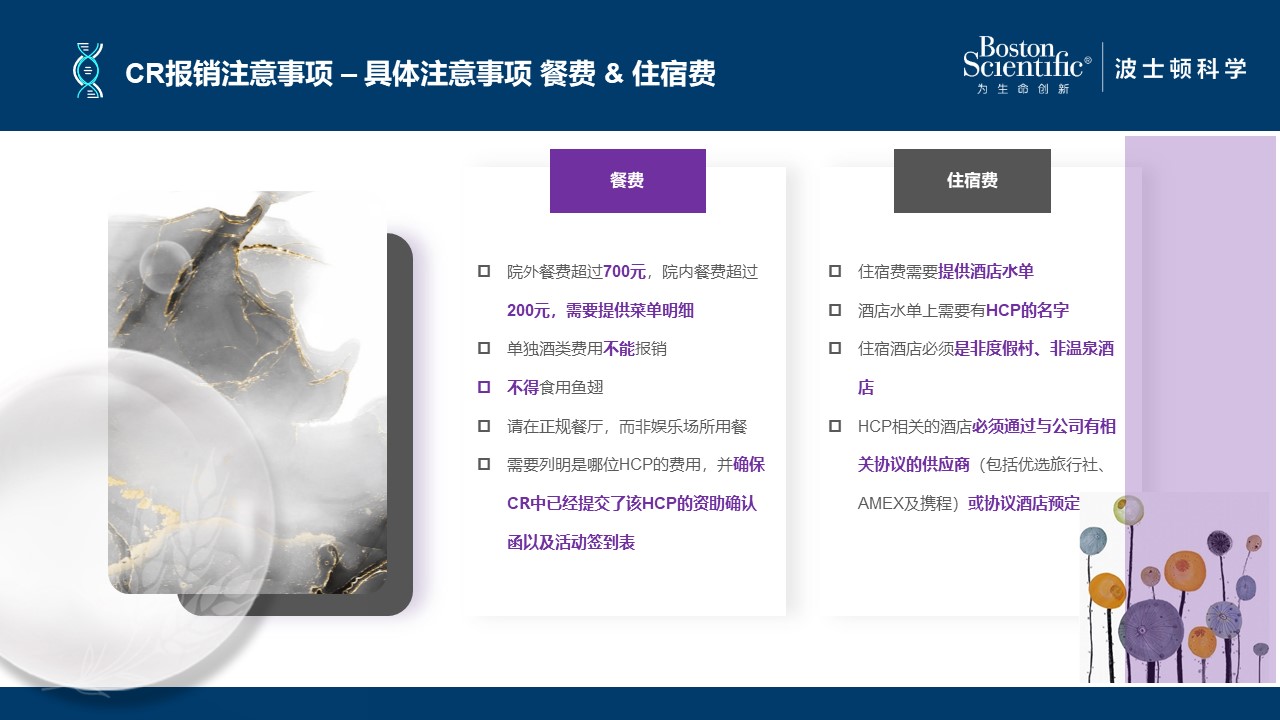 CR报销注意事项 – 具体注意事项 餐费 & 住宿费
Boston
Scientific®
为生命创新
波士顿科学
餐费
院外餐费超过700元，院内餐费超过
200元，需要提供菜单明细
单独酒类费用不能报销
不得食用鱼翅
请在正规餐厅，而非娱乐场所用餐
需要列明是哪位HCP的费用，并确保
CR中已经提交了该HCP的资助确认
函以及活动签到表
住宿费
住宿费需要提供酒店水单
酒店水单上需要有HCP的名字
住宿酒店必须是非度假村、非温泉酒
店
HCP相关的酒店必须通过与公司有相
关协议的供应商（包括优选旅行社、
AMEX及携程）或协议酒店预定